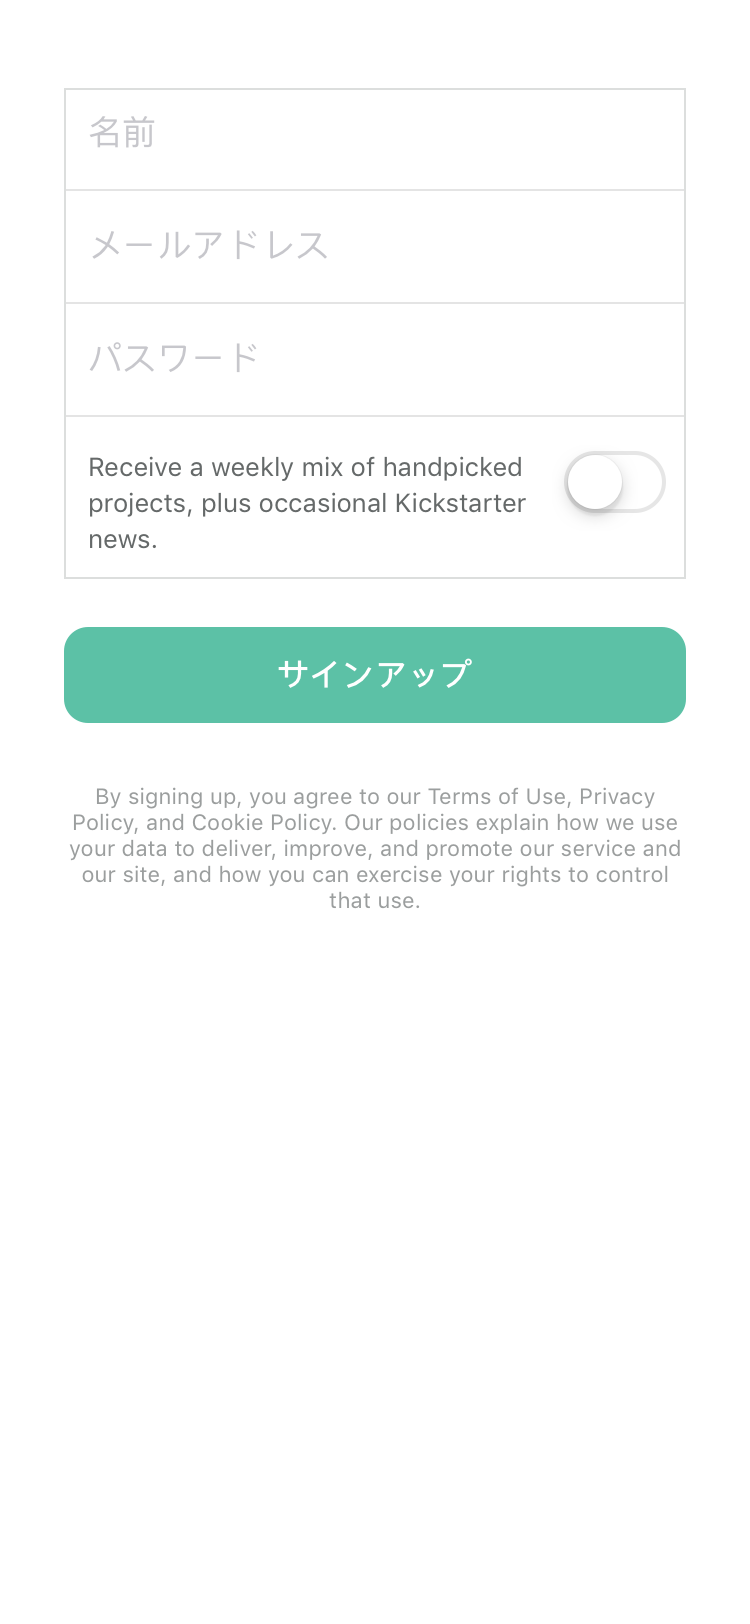 名前
メールアドレス
パスワード
Receive a weekly mix of handpicked
projects, plus occasional Kickstarter
news.
サインアップ
By signing up, you agree to our Terms of Use, Privacy
Policy, and Cookie Policy. Our policies explain how we use
your data to deliver, improve, and promote our service and
our site, and how you can exercise your rights to control
that use.